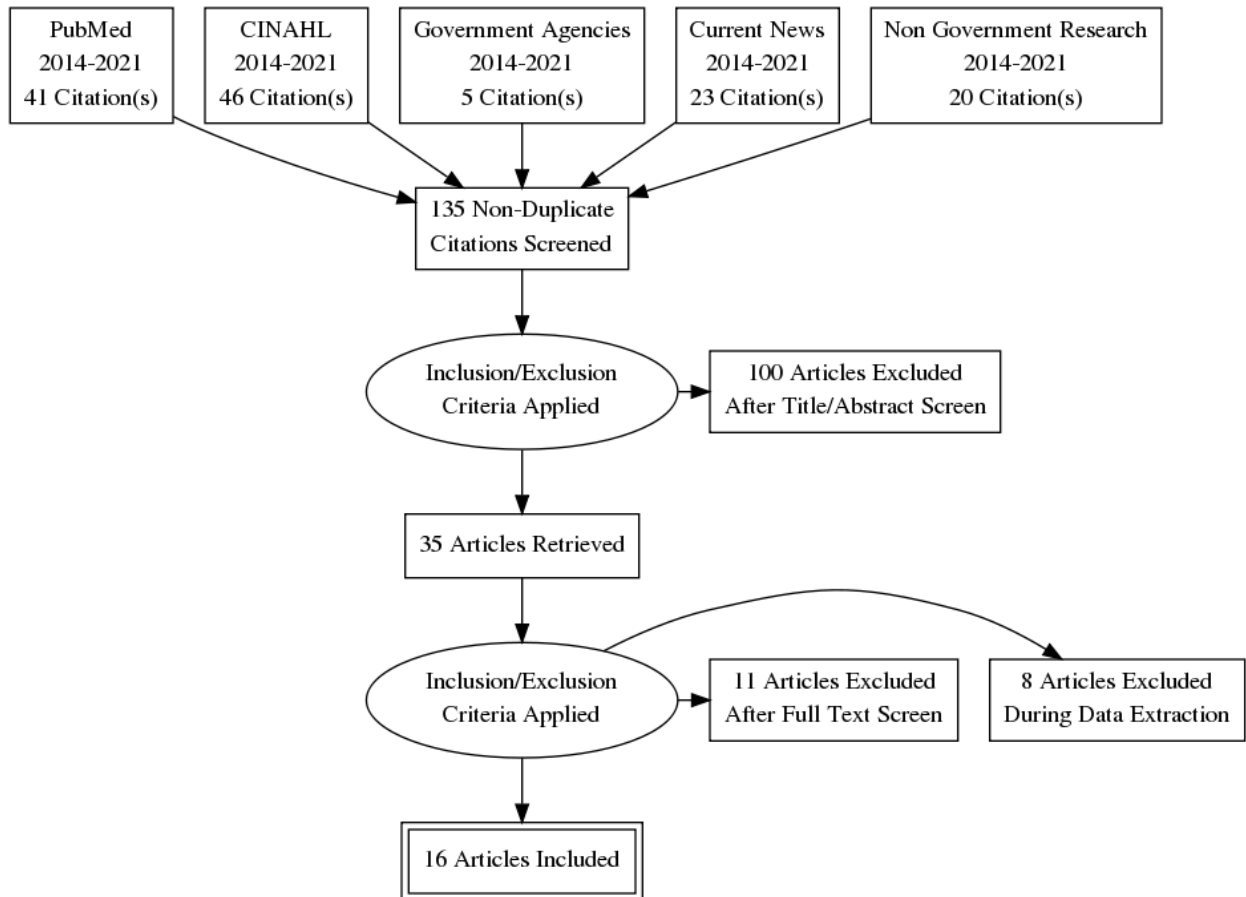 PubMed
2014-2021
41 Citation(s)
CINAHL
2014-2021
46 Citation(s)
Government Agencies
2014-2021
5 Citation(s)
Current News
2014-2021
23 Citation(s)
Non Government Research
2014-2021
20 Citation(s)
135 Non-Duplicate
Citations Screened
Inclusion/Exclusion
Criteria Applied
100 Articles Excluded
After Title/Abstract Screen
35 Articles Retrieved
Inclusion/Exclusion
Criteria Applied
11 Articles Excluded
After Full Text Screen
8 Articles Excluded
During Data Extraction
16 Articles Included